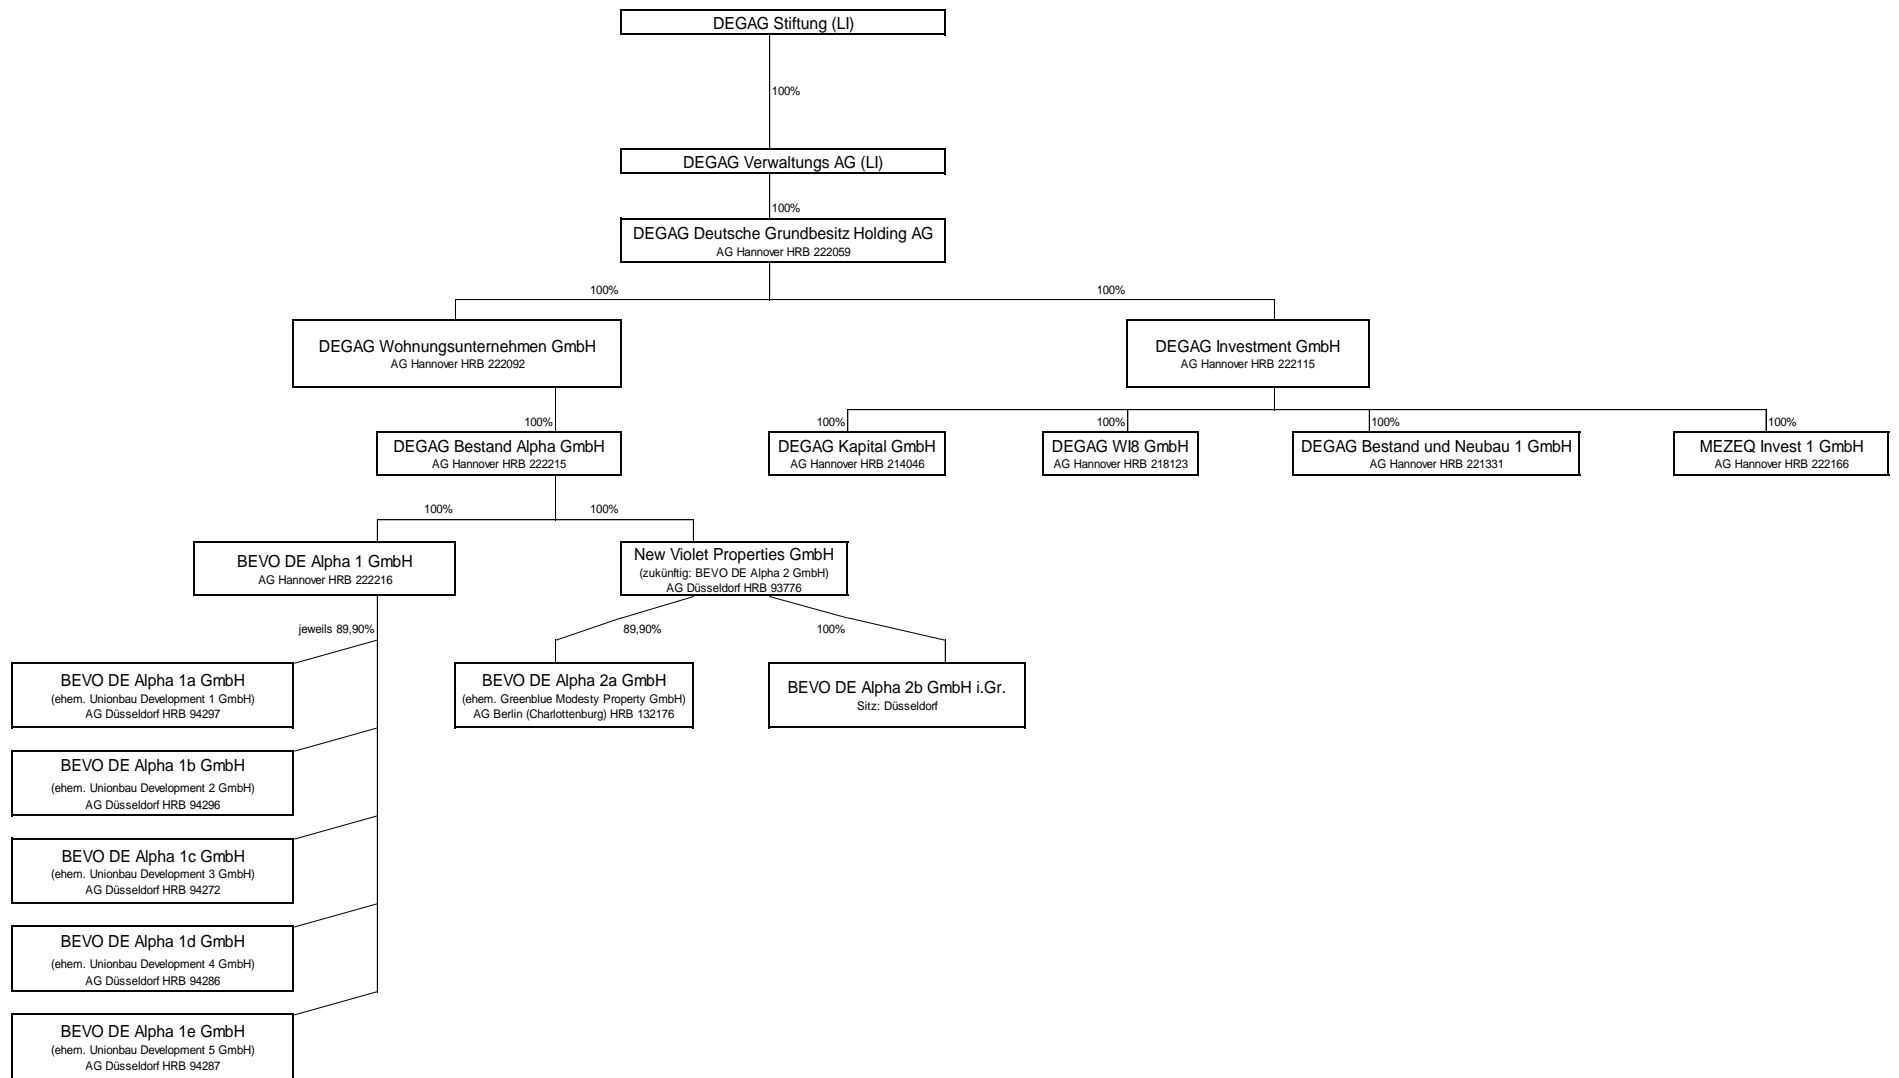 DEGAG Stiftung (LI)
100%
DEGAG Verwaltungs AG (LI)
100%
DEGAG Deutsche Grundbesitz Holding AG
AG Hannover HRB 222059
100%
100%
DEGAG Wohnungsunternehmen GmbH
AG Hannover HRB 222092
DEGAG Investment GmbH
AG Hannover HRB 222115
100%
100%
100%
100%
100%
DEGAG Bestand Alpha GmbH
AG Hannover HRB 222215
DEGAG Kapital GmbH
AG Hannover HRB 214046
DEGAG WI8 GmbH
AG Hannover HRB 218123
DEGAG Bestand und Neubau 1 GmbH
AG Hannover HRB 221331
MEZEQ Invest 1 GmbH
AG Hannover HRB 222166
100%
100%
BEVO DE Alpha 1 GmbH
AG Hannover HRB 222216
New Violet Properties GmbH
(zukünftig: BEVO DE Alpha 2 GmbH)
AG Düsseldorf HRB 93776
jeweils 89,90%
89,90%
100%
BEVO DE Alpha 1a GmbH
(ehem. Unionbau Development 1 GmbH)
AG Düsseldorf HRB 94297
BEVO DE Alpha 2a GmbH
(ehem. Greenblue Modesty Property GmbH)
AG Berlin (Charlottenburg) HRB 132176
BEVO DE Alpha 2b GmbH i.Gr.
Sitz: Düsseldorf
BEVO DE Alpha 1b GmbH
(ehem. Unionbau Development 2 GmbH)
AG Düsseldorf HRB 94296
BEVO DE Alpha 1c GmbH
(ehem. Unionbau Development 3 GmbH)
AG Düsseldorf HRB 94272
BEVO DE Alpha 1d GmbH
(ehem. Unionbau Development 4 GmbH)
AG Düsseldorf HRB 94286
BEVO DE Alpha 1e GmbH
(ehem. Unionbau Development 5 GmbH)
AG Düsseldorf HRB 94287